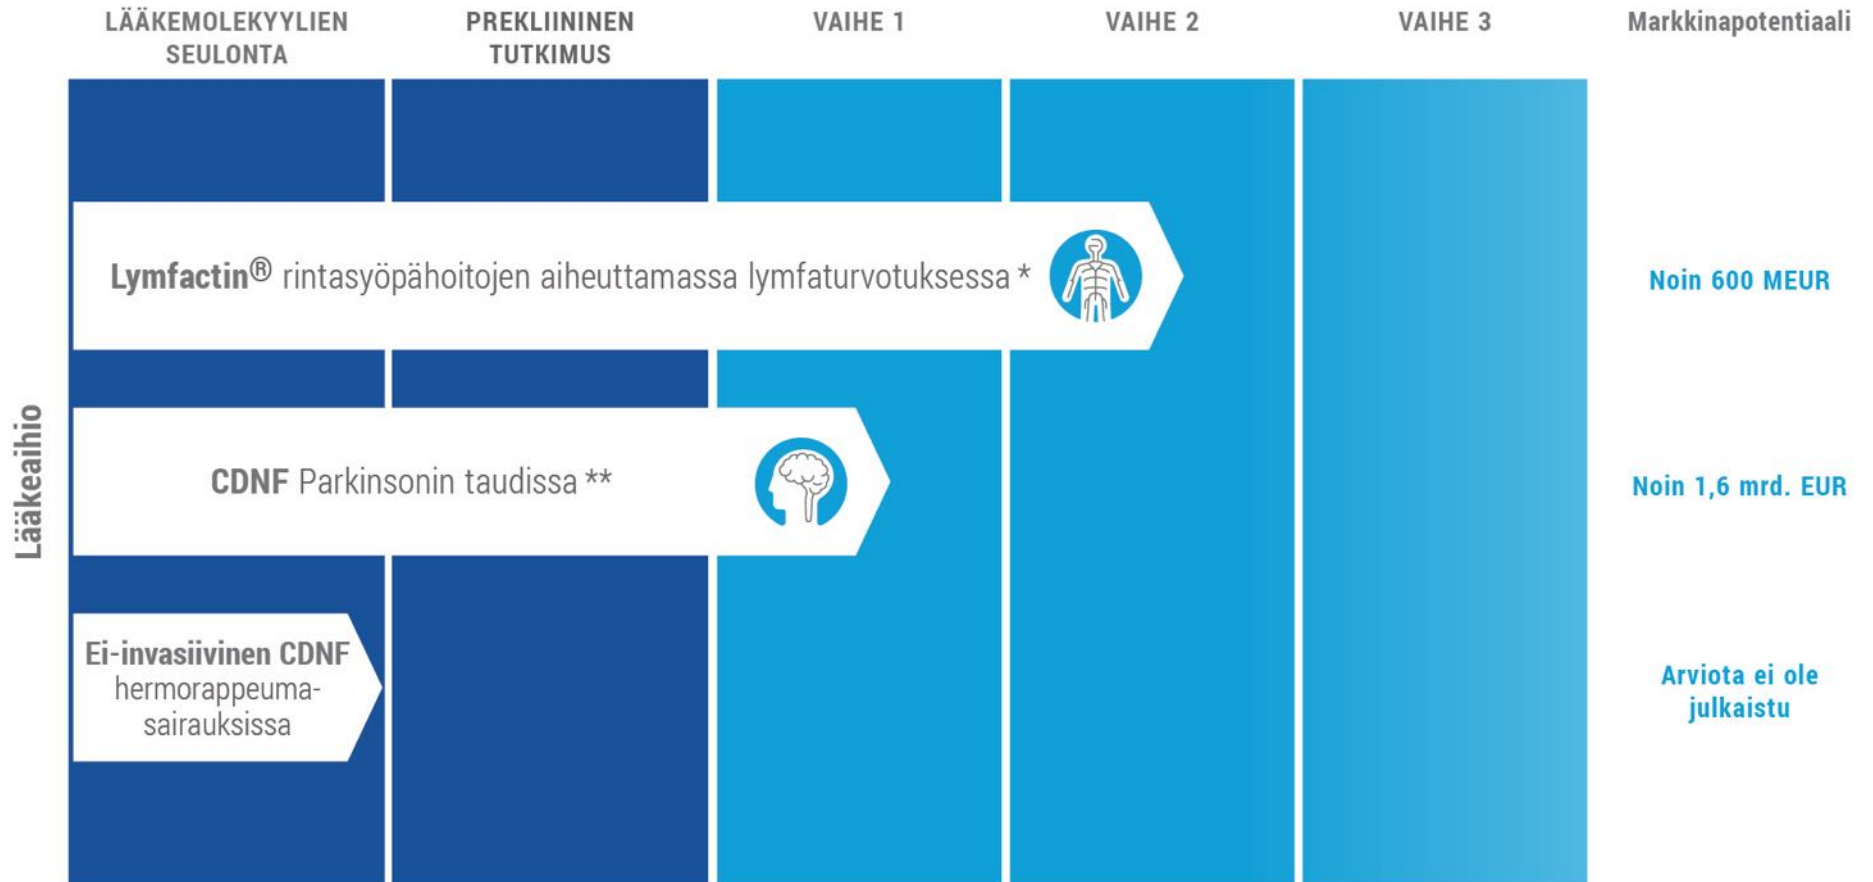 LÄÄKEMOLEKYYLIEN
SEULONTA
PREKLIININEN
TUTKIMUS
VAIHE 1
VAIHE 2
VAIHE 3
Markkinapotentiaali
Lääkeaihio
Lymfactin® rintasyöpähoitojen aiheuttamassa lymfaturvotuksessa *
Noin 600 MEUR
CDNF Parkinsonin taudissa **
Noin 1,6 mrd. EUR
Ei-invasiivinen CDNF
hermorappeuma-
sairauksissa
Arviota ei ole
julkaistu